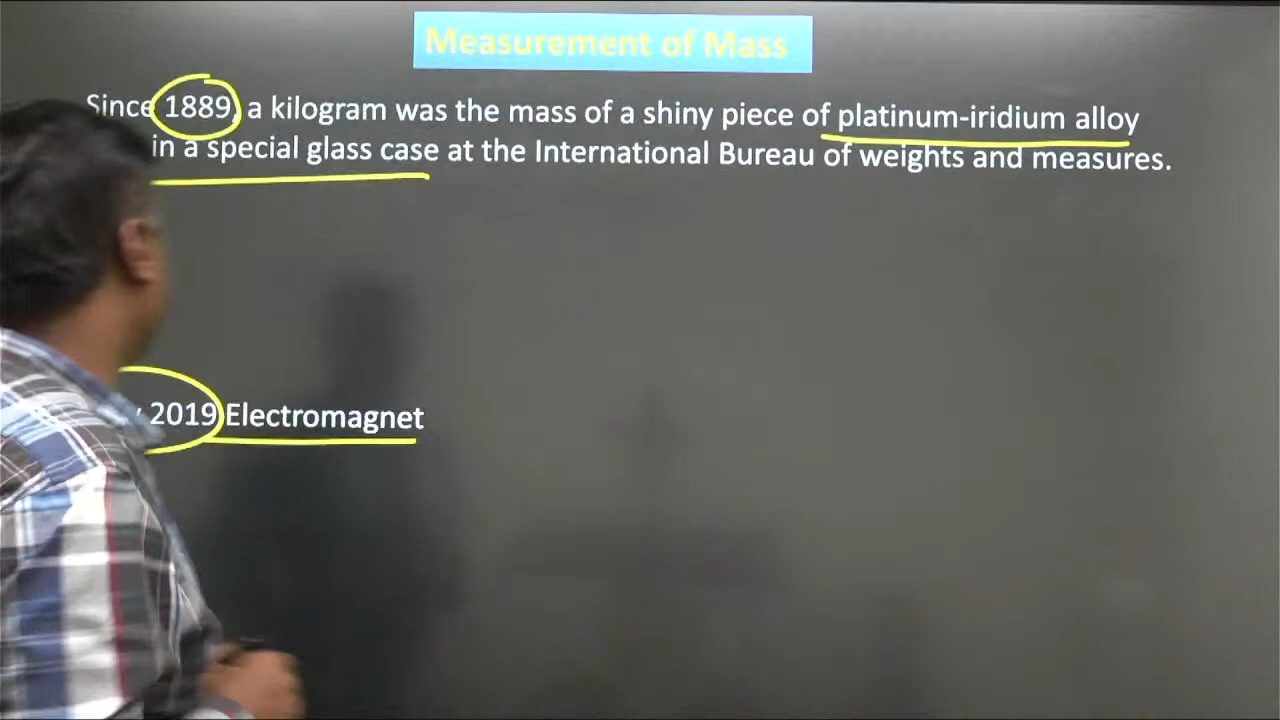 Measurement of Mass
Since 1889, a kilogram was the mass of a shiny piece of platinum-iridium alloy
in a special glass case at the International Bureau of weights and measures.
2019 Electromagnet